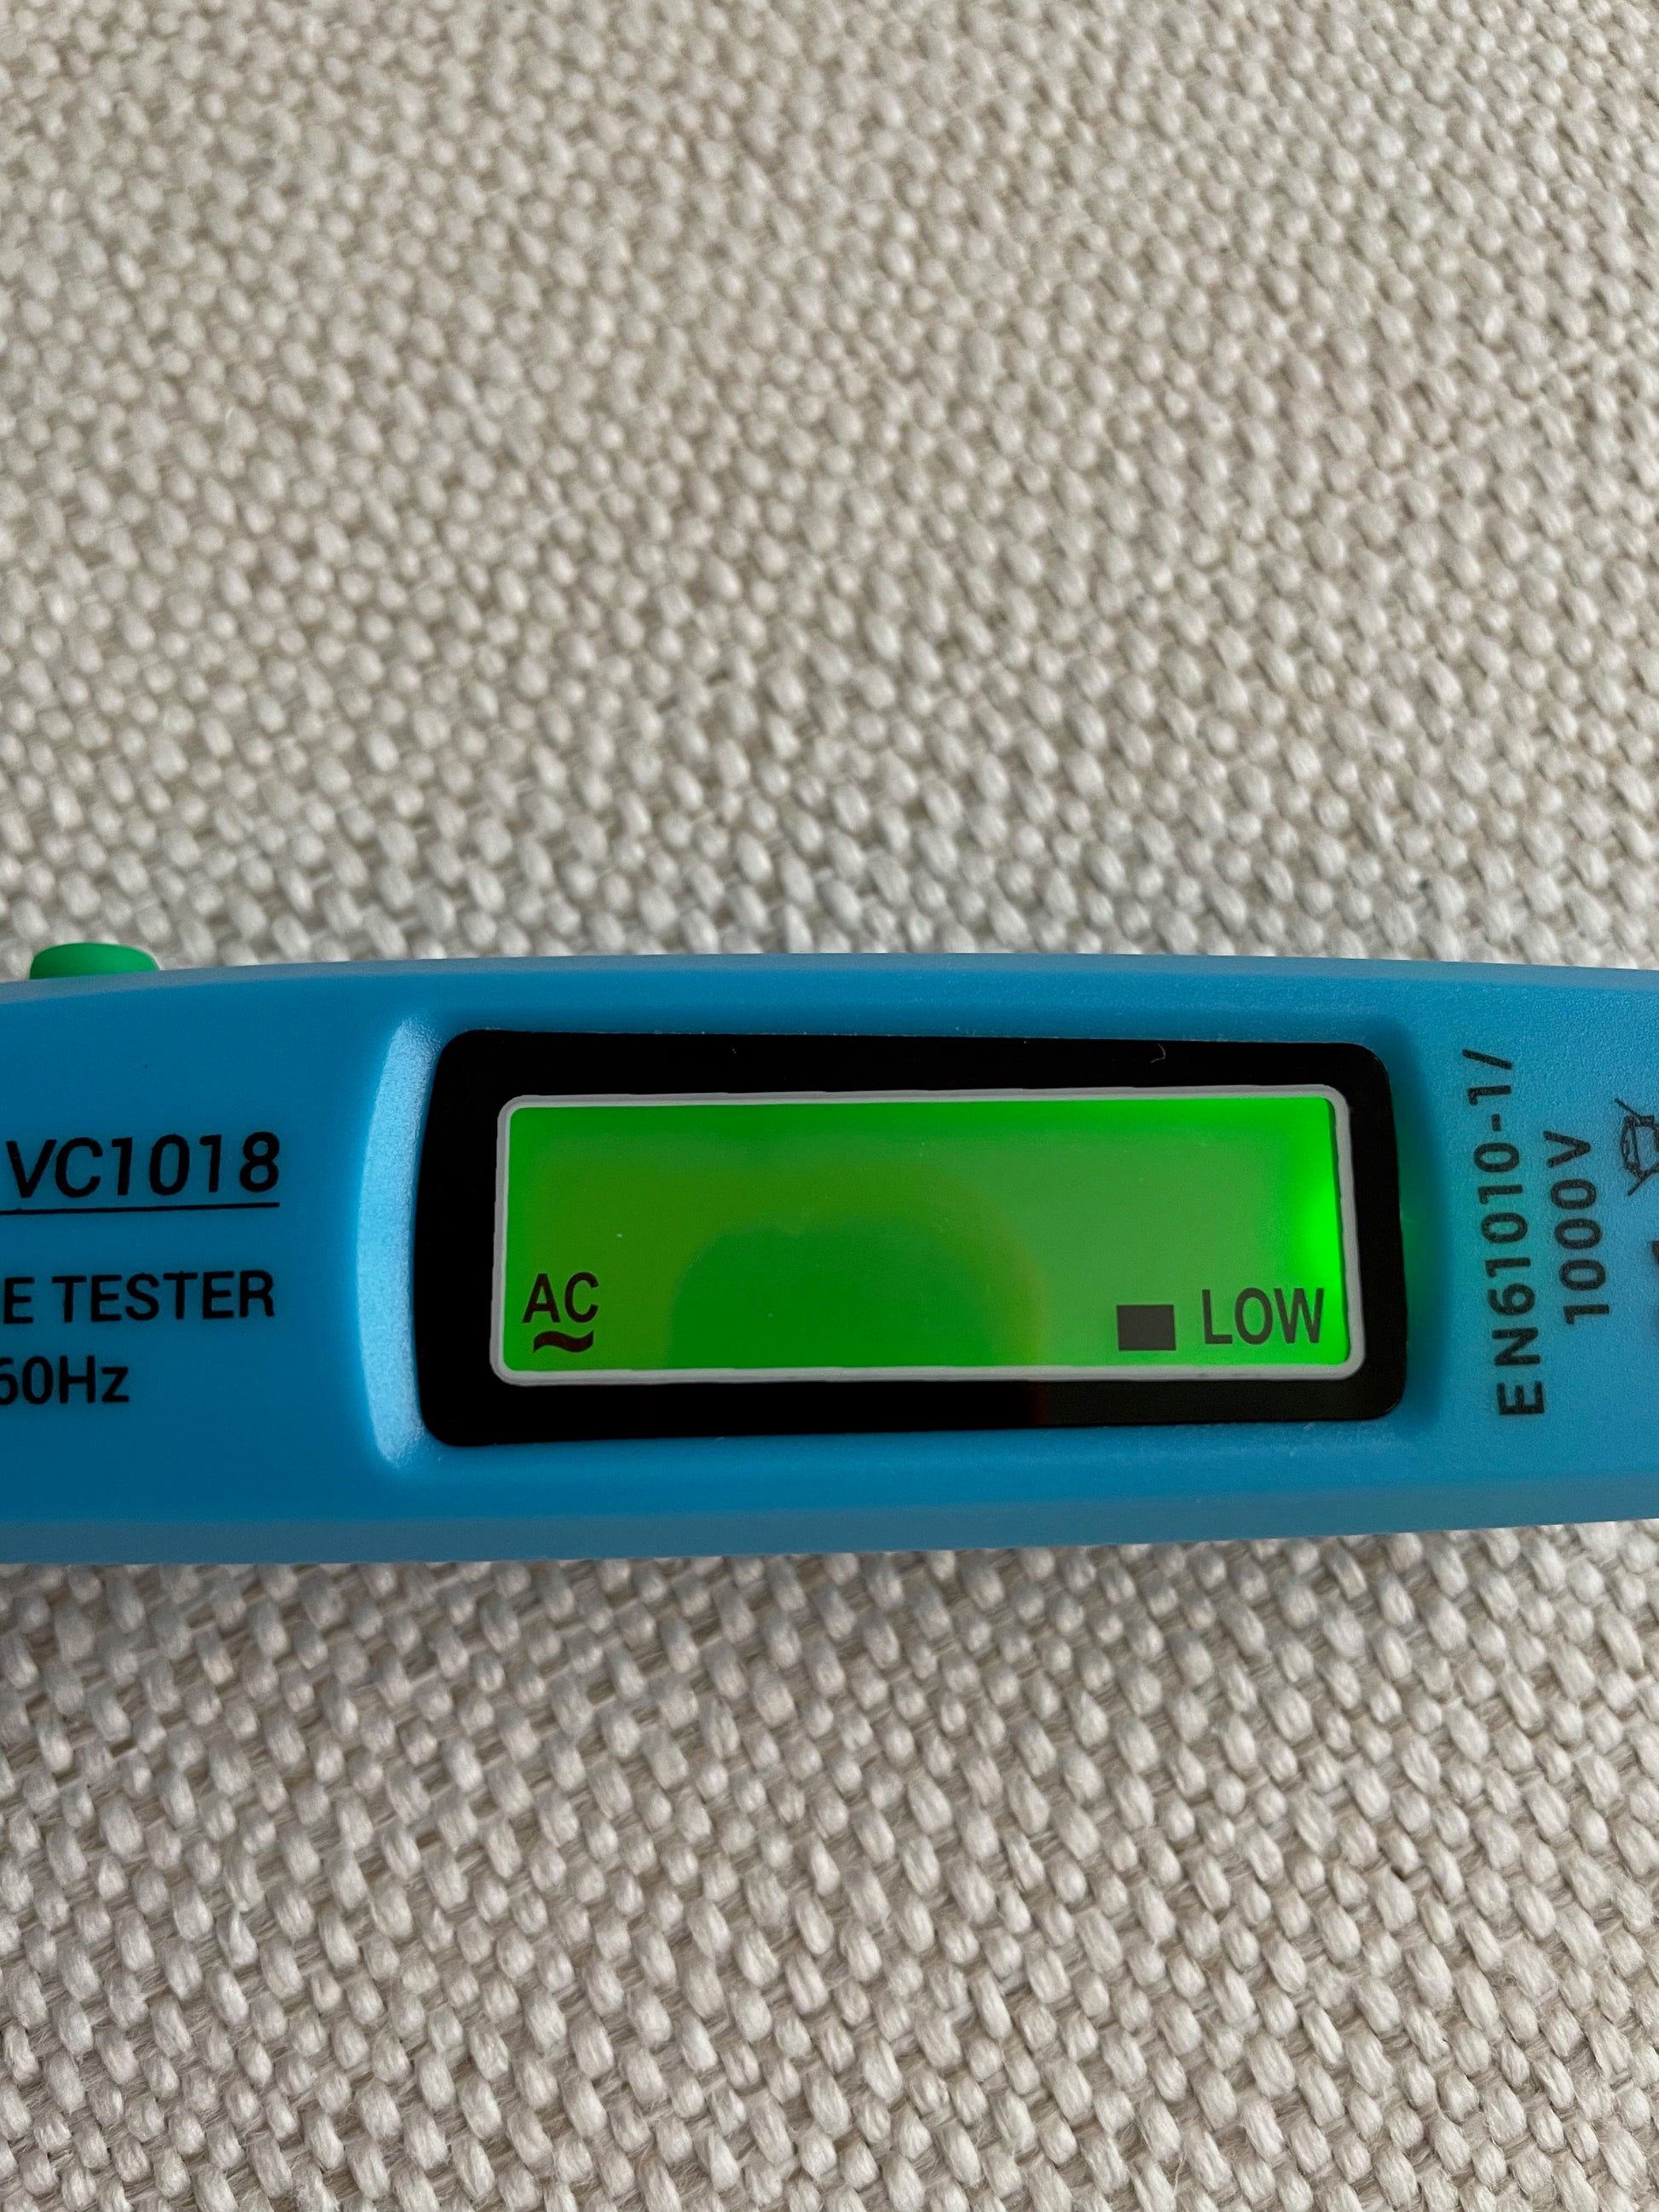 VC1018
E TESTER
60Hz
AC
~
LOW
EN61010-1/
1000V